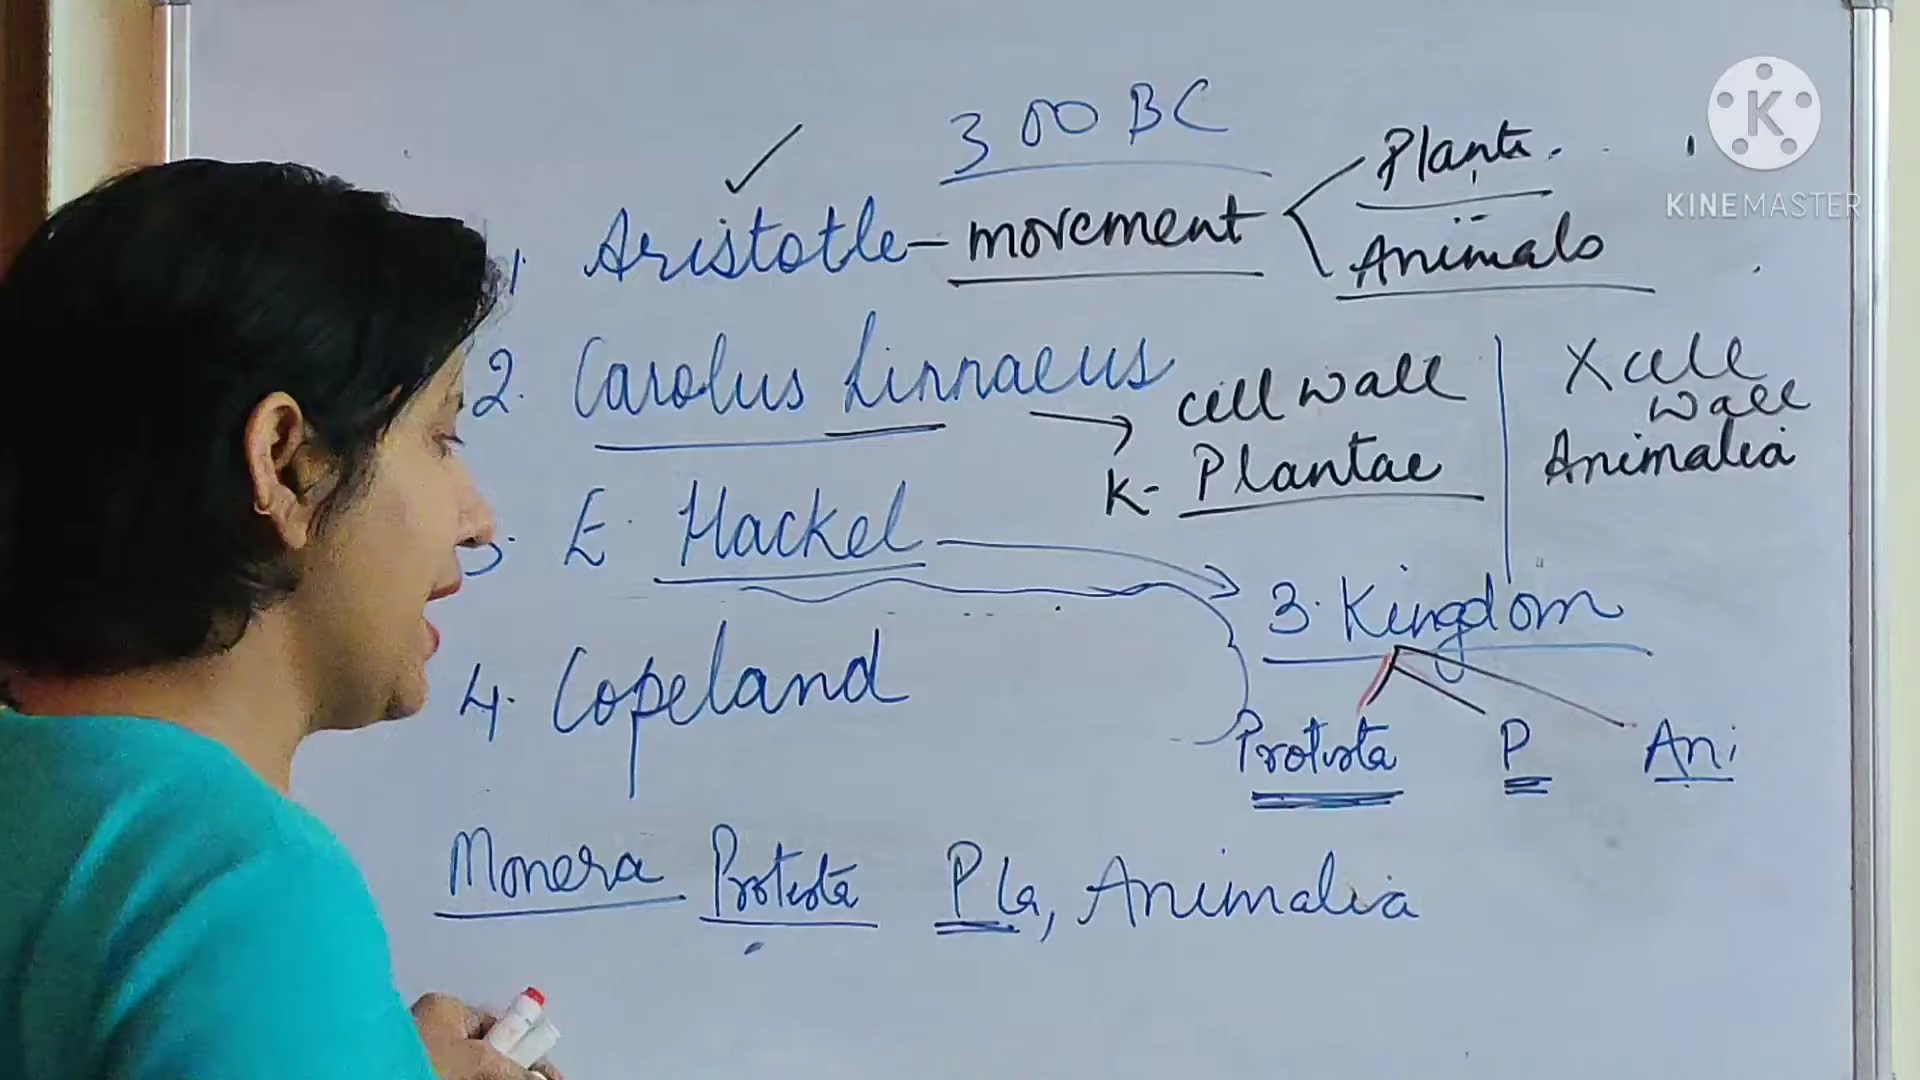 300 BC
1. Aristotle – movement < Plants
Animals
2. Carolus Linnaeus → cell wall | X cell wall
K- Plantae | Animalia
3. E. Hackel → 3. Kingdom
Protista P Ani
4. Copeland
Monera Protista Pla, Animalia
K
KINEMASTER